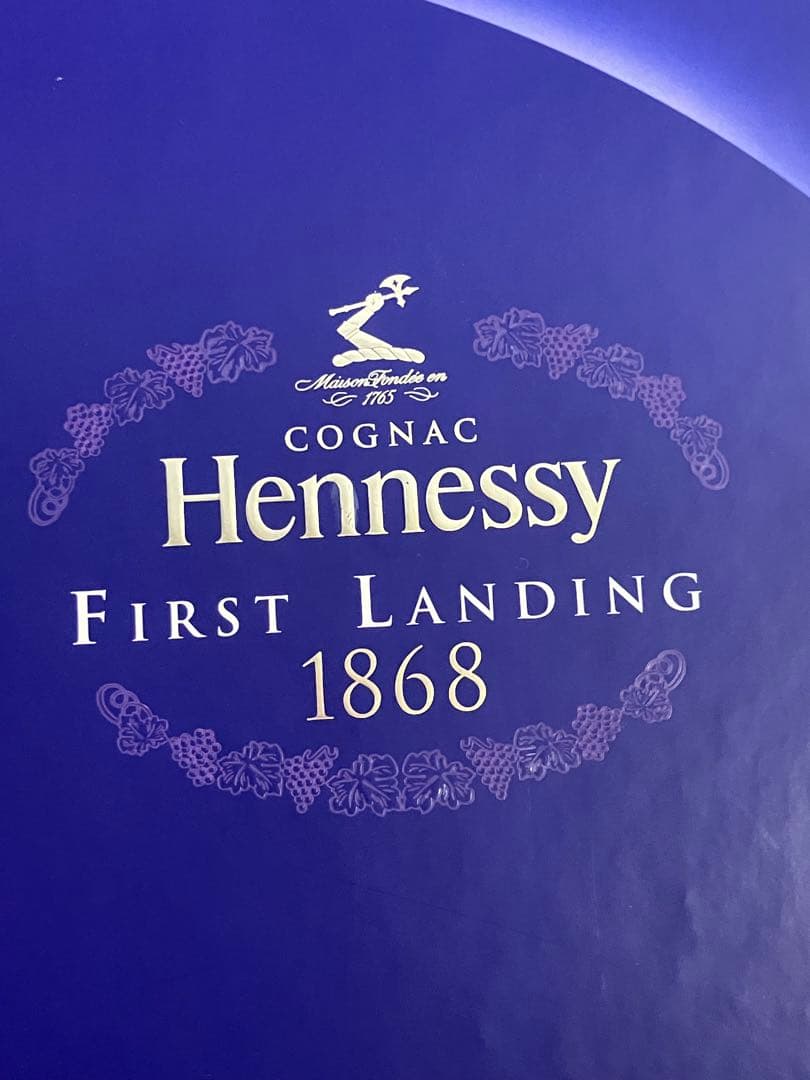 Maison Fondée en
1765
COGNAC
Hennessy
FIRST LANDING
1868